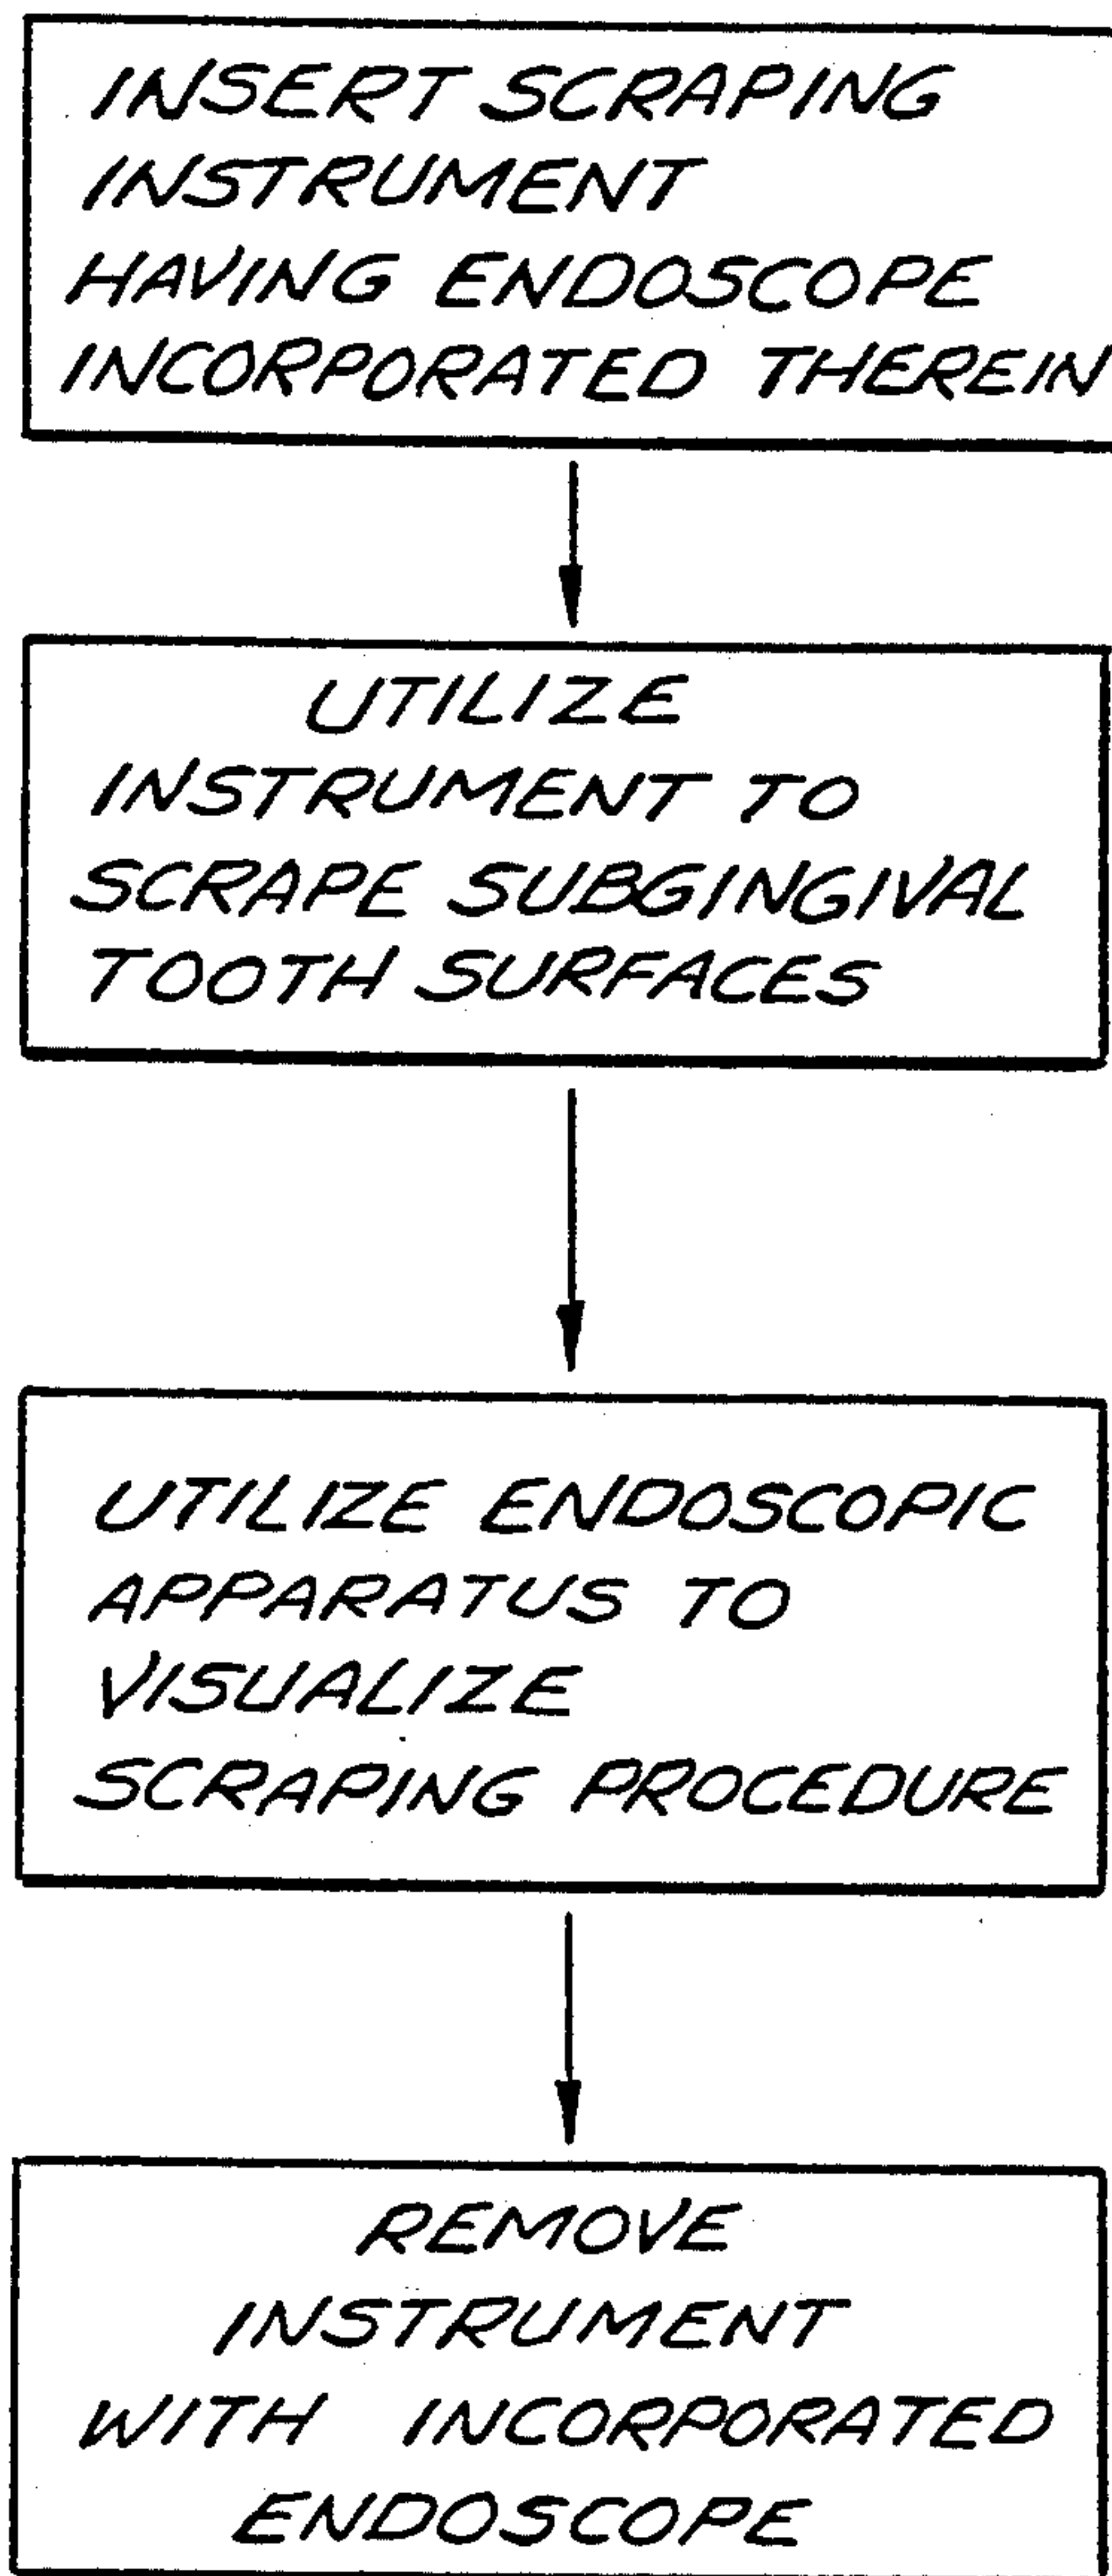 INSERT SCRAPING
INSTRUMENT
HAVING ENDOSCOPE
INCORPORATED THEREIN
UTILIZE
INSTRUMENT TO
SCRAPE SUBGINGIVAL
TOOTH SURFACES
UTILIZE ENDOSCOPIC
APPARATUS TO
VISUALIZE
SCRAPING PROCEDURE
REMOVE
INSTRUMENT
WITH INCORPORATED
ENDOSCOPE